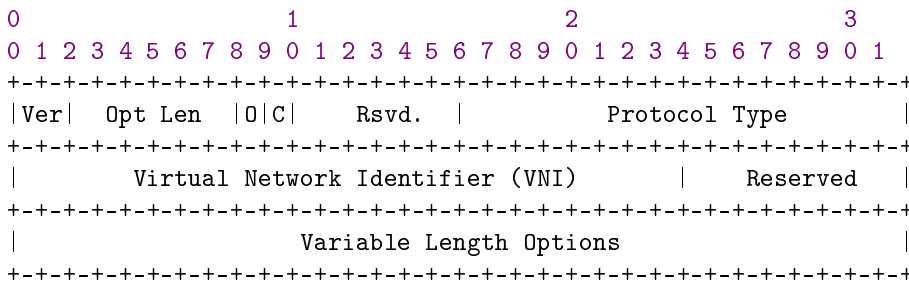 0                   1                   2                   3
0 1 2 3 4 5 6 7 8 9 0 1 2 3 4 5 6 7 8 9 0 1 2 3 4 5 6 7 8 9 0 1
+-+-+-+-+-+-+-+-+-+-+-+-+-+-+-+-+-+-+-+-+-+-+-+-+-+-+-+-+-+-+-+-+
|Ver|  Opt Len  |O|C|    Rsvd.  |          Protocol Type        |
+-+-+-+-+-+-+-+-+-+-+-+-+-+-+-+-+-+-+-+-+-+-+-+-+-+-+-+-+-+-+-+-+
|        Virtual Network Identifier (VNI)       |    Reserved   |
+-+-+-+-+-+-+-+-+-+-+-+-+-+-+-+-+-+-+-+-+-+-+-+-+-+-+-+-+-+-+-+-+
|                    Variable Length Options                    |
+-+-+-+-+-+-+-+-+-+-+-+-+-+-+-+-+-+-+-+-+-+-+-+-+-+-+-+-+-+-+-+-+